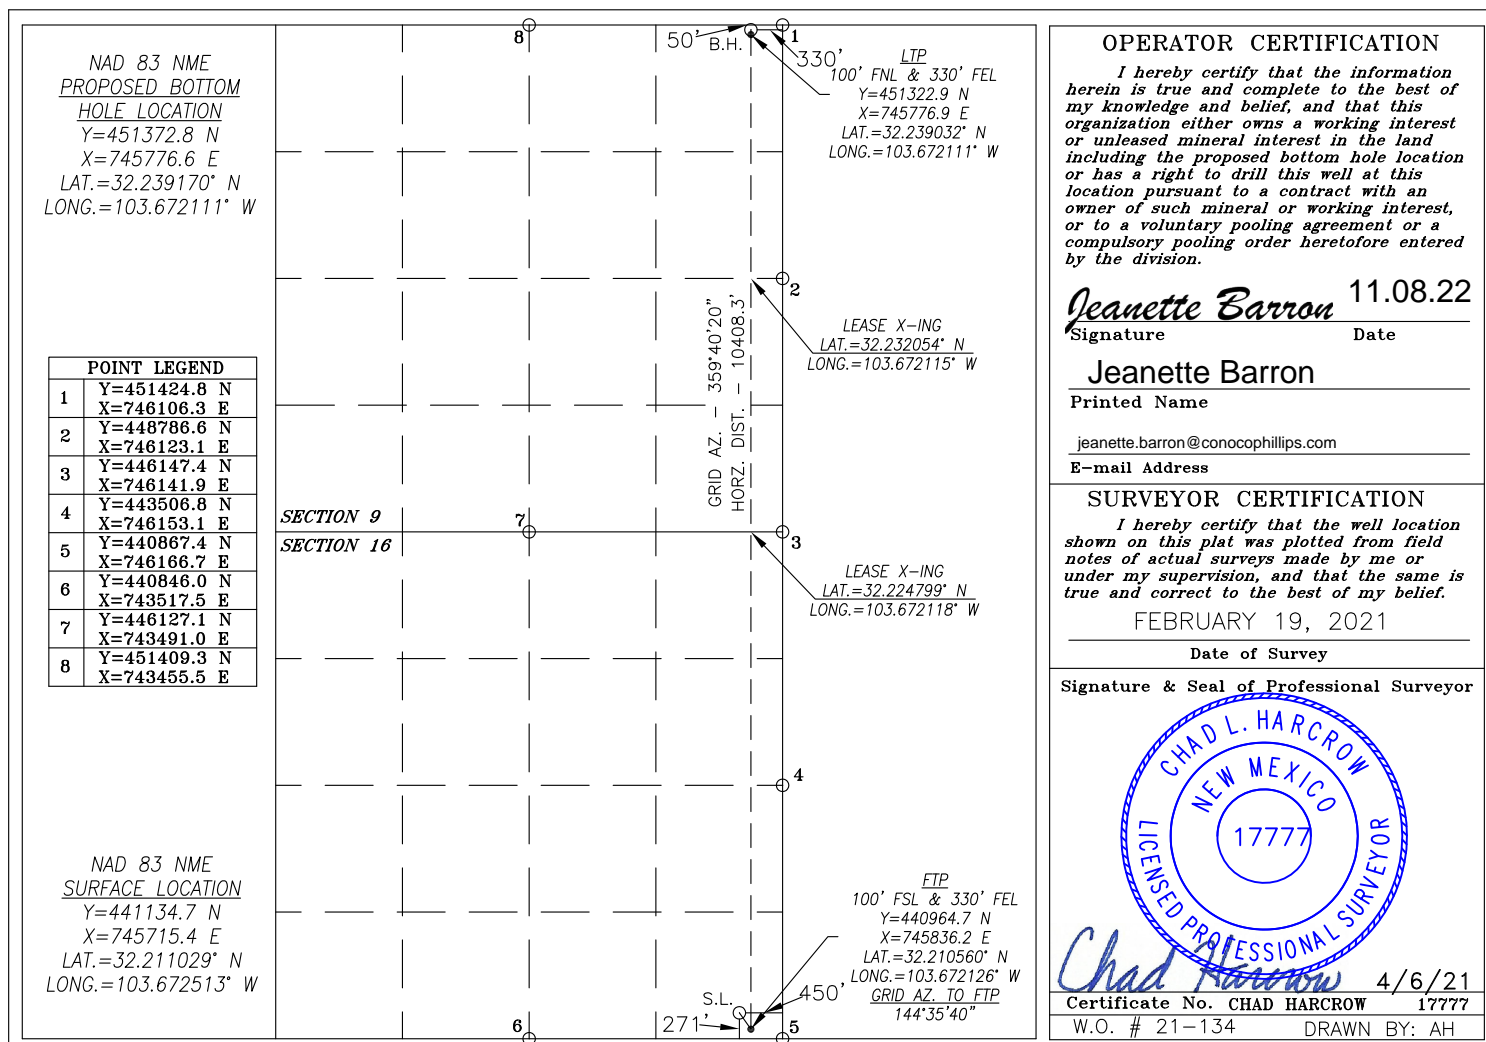 NAD 83 NME
PROPOSED BOTTOM
HOLE LOCATION
Y=451372.8 N
X=745776.6 E
LAT.=32.239170° N
LONG.=103.672111° W
POINT LEGEND
1 Y=451424.8 N
X=746106.3 E
2 Y=448786.6 N
X=746123.1 E
3 Y=446147.4 N
X=746141.9 E
4 Y=443506.8 N
X=746153.1 E
5 Y=440867.4 N
X=746166.7 E
6 Y=440846.0 N
X=743517.5 E
7 Y=446127.1 N
X=743491.0 E
8 Y=451409.3 N
X=743455.5 E
NAD 83 NME
SURFACE LOCATION
Y=441134.7 N
X=745715.4 E
LAT.=32.211029° N
LONG.=103.672513° W
8
50'
B.H.
1
330'
LTP
100' FNL & 330' FEL
Y=451322.9 N
X=745776.9 E
LAT.=32.239032° N
LONG.=103.672111° W
2
LEASE X-ING
LAT.=32.232054° N
LONG.=103.672115° W
GRID AZ. - 359°40'20"
HORZ. DIST. - 10408.3'
SECTION 9
SECTION 16
7
3
LEASE X-ING
LAT.=32.224799° N
LONG.=103.672118° W
4
FTP
100' FSL & 330' FEL
Y=440964.7 N
X=745836.2 E
LAT.=32.210560° N
LONG.=103.672126° W
GRID AZ. TO FTP
144°35'40"
S.L.
450'
271'
6
5
OPERATOR CERTIFICATION
I hereby certify that the information
herein is true and complete to the best of
my knowledge and belief, and that this
organization either owns a working interest
or unleased mineral interest in the land
including the proposed bottom hole location
or has a right to drill this well at this
location pursuant to a contract with an
owner of such mineral or working interest,
or to a voluntary pooling agreement or a
compulsory pooling order heretofore entered
by the division.
Jeanette Barron 11.08.22
Signature Date
Jeanette Barron
Printed Name
jeanette.barron@conocophillips.com
E-mail Address
SURVEYOR CERTIFICATION
I hereby certify that the well location
shown on this plat was plotted from field
notes of actual surveys made by me or
under my supervision, and that the same is
true and correct to the best of my belief.
FEBRUARY 19, 2021
Date of Survey
Signature & Seal of Professional Surveyor
CHAD L. HARCROW
NEW MEXICO
17777
LICENSED PROFESSIONAL SURVEYOR
Chad Harcrow 4/6/21
Certificate No. CHAD HARCROW 17777
W.O. # 21-134 DRAWN BY: AH